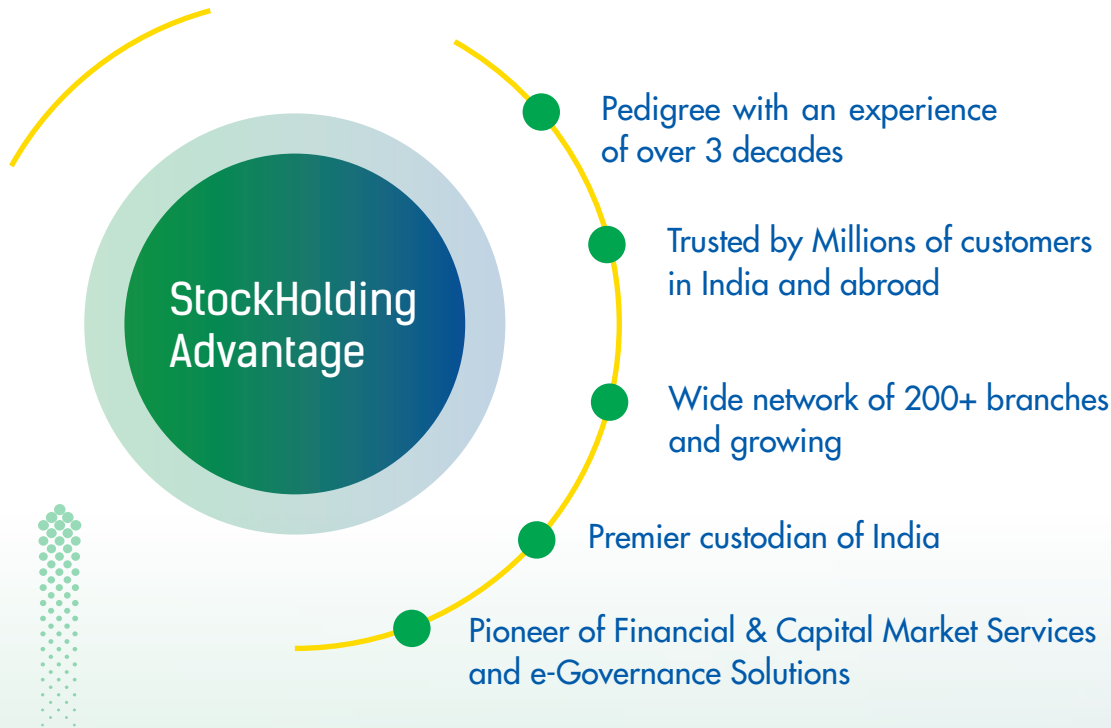 StockHolding
Advantage
Pedigree with an experience
of over 3 decades
Trusted by Millions of customers
in India and abroad
Wide network of 200+ branches
and growing
Premier custodian of India
Pioneer of Financial & Capital Market Services
and e-Governance Solutions